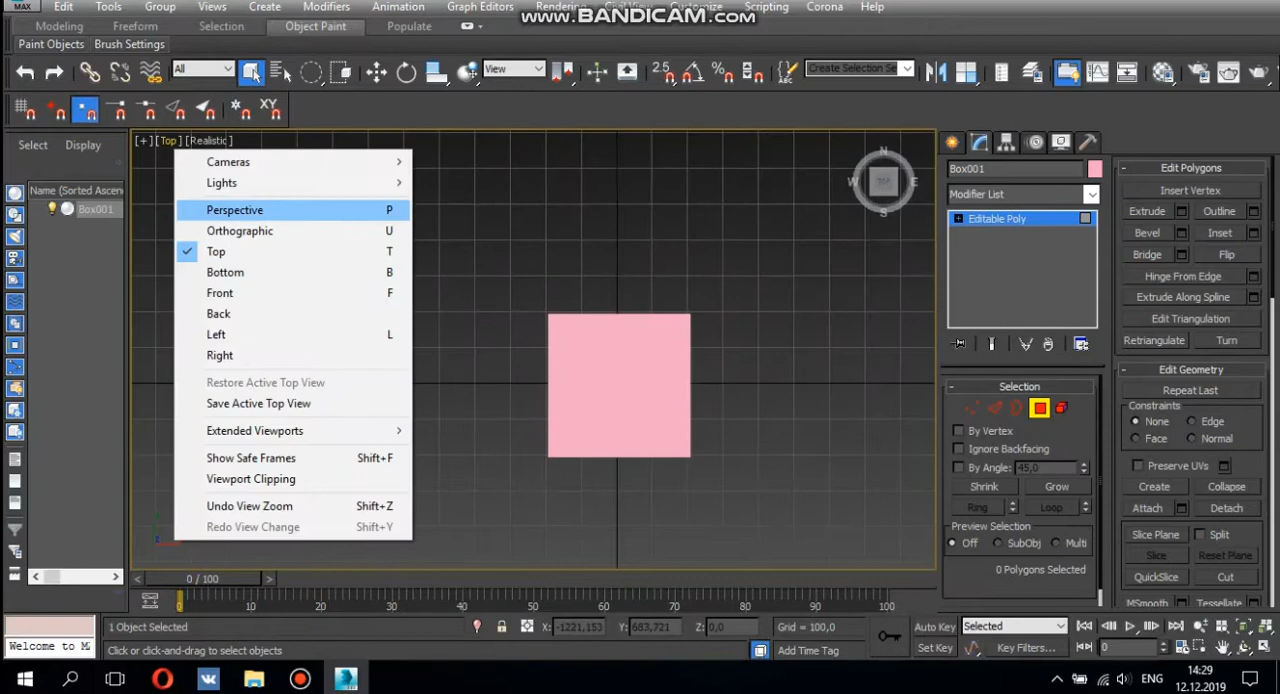 MAX Edit Tools Group Views Create Modifiers Animation Graph Editors Rendering Civil View Customize Scripting Corona Help
www.BANDICAM.com
Modeling Freeform Selection Object Paint Populate
Paint Objects Brush Settings
All View 2.5 % ABC Create Selection Se
XY
Select Display
Name (Sorted Ascen
Box001
[+] [Top] [Realistic]
Cameras
Lights
Perspective P
Orthographic U
Top T
Bottom B
Front F
Back
Left L
Right
Restore Active Top View
Save Active Top View
Extended Viewports
Show Safe Frames Shift+F
Viewport Clipping
Undo View Zoom Shift+Z
Redo View Change Shift+Y
N
W TOP E
S
Box001
Modifier List
Editable Poly
Selection
By Vertex
Ignore Backfacing
By Angle: 45,0
Shrink Grow
Ring Loop
Preview Selection
Off SubObj Multi
0 Polygons Selected
Edit Polygons
Insert Vertex
Extrude Outline
Bevel Inset
Bridge Flip
Hinge From Edge
Extrude Along Spline
Edit Triangulation
Retriangulate Turn
Edit Geometry
Repeat Last
Constraints
None Edge
Face Normal
Preserve UVs
Create Collapse
Attach Detach
Slice Plane Split
Slice Reset Plane
QuickSlice Cut
MSmooth Tessellate
0 / 100
0 10 20 30 40 50 60 70 80 90 100
1 Object Selected X: -1221,153 Y: 683,721 Z: 0,0 Grid = 100,0 Auto Key Selected
Welcome to M Click or click-and-drag to select objects Add Time Tag Set Key Key Filters... 0
ENG 14:29
12.12.2019